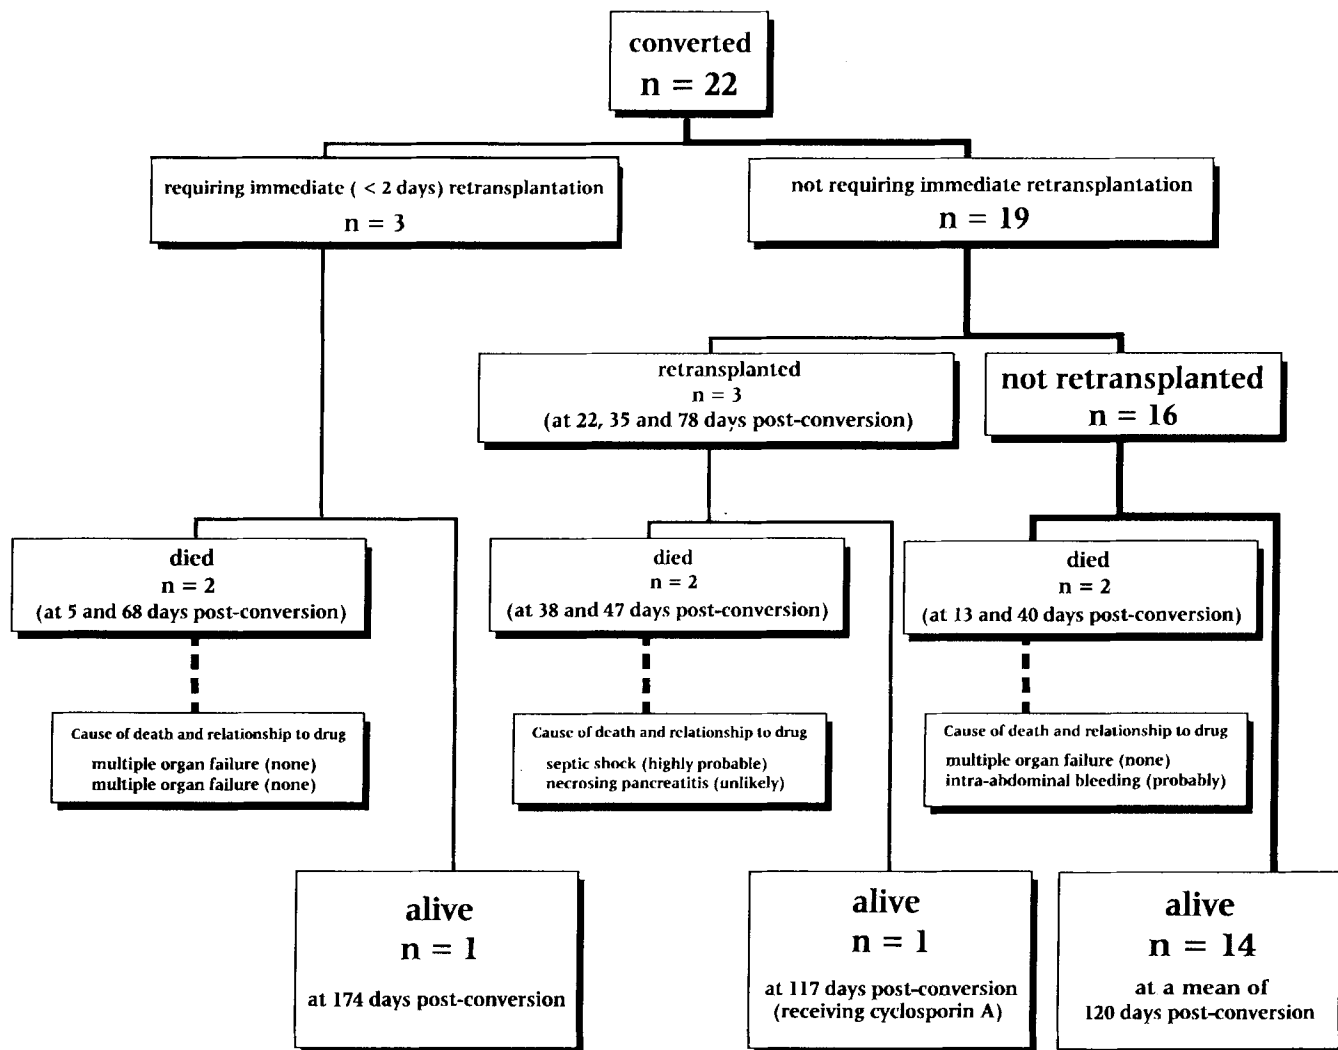 converted
n = 22
requiring immediate ( < 2 days) retransplantation
n = 3
not requiring immediate retransplantation
n = 19
retransplanted
n = 3
(at 22, 35 and 78 days post-conversion)
not retransplanted
n = 16
died
n = 2
(at 5 and 68 days post-conversion)
died
n = 2
(at 38 and 47 days post-conversion)
died
n = 2
(at 13 and 40 days post-conversion)
Cause of death and relationship to drug
multiple organ failure (none)
multiple organ failure (none)
Cause of death and relationship to drug
septic shock (highly probable)
necrosing pancreatitis (unlikely)
Cause of death and relationship to drug
multiple organ failure (none)
intra-abdominal bleeding (probably)
alive
n = 1
at 174 days post-conversion
alive
n = 1
at 117 days post-conversion
(receiving cyclosporin A)
alive
n = 14
at a mean of
120 days post-conversion